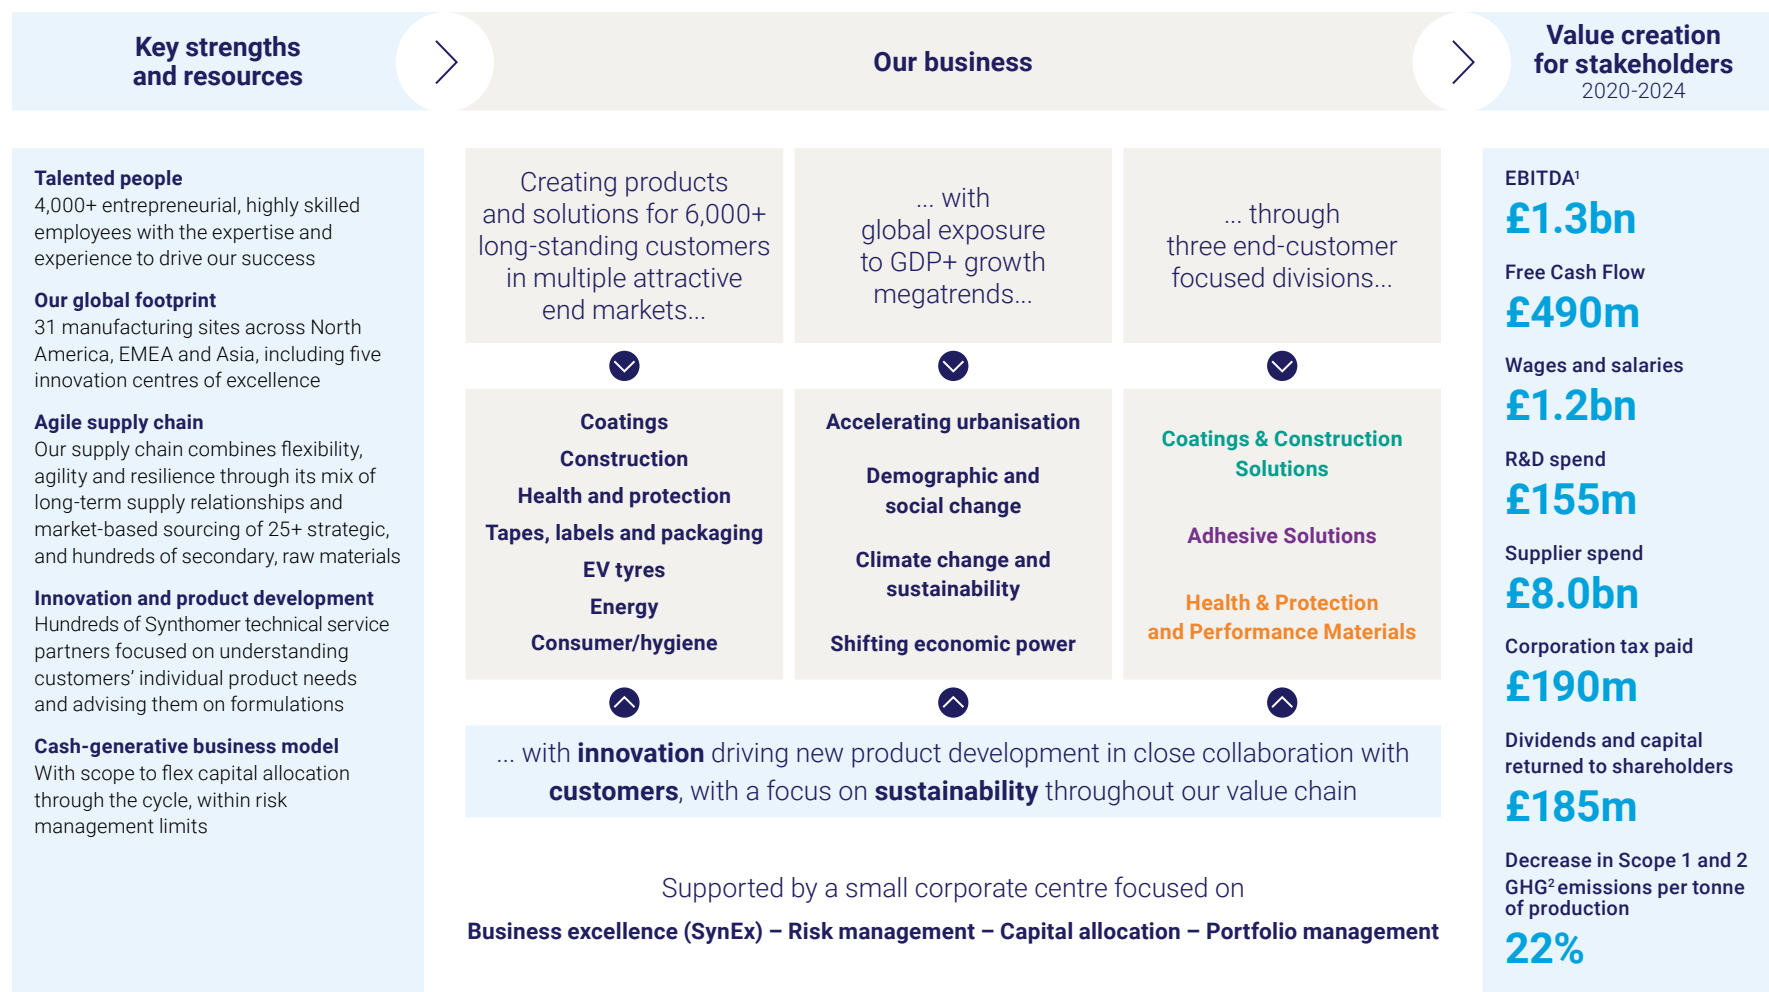 Key strengths
and resources
Our business
Value creation
for stakeholders
2020-2024
Talented people
4,000+ entrepreneurial, highly skilled
employees with the expertise and
experience to drive our success
Our global footprint
31 manufacturing sites across North
America, EMEA and Asia, including five
innovation centres of excellence
Agile supply chain
Our supply chain combines flexibility,
agility and resilience through its mix of
long-term supply relationships and
market-based sourcing of 25+ strategic,
and hundreds of secondary, raw materials
Innovation and product development
Hundreds of Synthomer technical service
partners focused on understanding
customers' individual product needs
and advising them on formulations
Cash-generative business model
With scope to flex capital allocation
through the cycle, within risk
management limits
Creating products
and solutions for 6,000+
long-standing customers
in multiple attractive
end markets...
Coatings
Construction
Health and protection
Tapes, labels and packaging
EV tyres
Energy
Consumer/hygiene
... with
global exposure
to GDP+ growth
megatrends...
Accelerating urbanisation
Demographic and
social change
Climate change and
sustainability
Shifting economic power
... through
three end-customer
focused divisions...
Coatings & Construction
Solutions
Adhesive Solutions
Health & Protection
and Performance Materials
... with innovation driving new product development in close collaboration with
customers, with a focus on sustainability throughout our value chain
Supported by a small corporate centre focused on
Business excellence (SynEx) – Risk management – Capital allocation – Portfolio management
EBITDA¹
£1.3bn
Free Cash Flow
£490m
Wages and salaries
£1.2bn
R&D spend
£155m
Supplier spend
£8.0bn
Corporation tax paid
£190m
Dividends and capital
returned to shareholders
£185m
Decrease in Scope 1 and 2
GHG² emissions per tonne
of production
22%